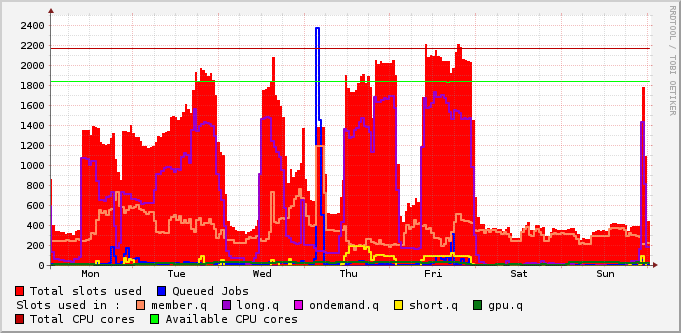 RRDTOOL / TOBI OETIKER
2400
2200
2000
1800
1600
1400
1200
1000
800
600
400
200
0
Mon Tue Wed Thu Fri Sat Sun
Total slots used Queued Jobs
Slots used in : member.q long.q ondemand.q short.q gpu.q
Total CPU cores Available CPU cores